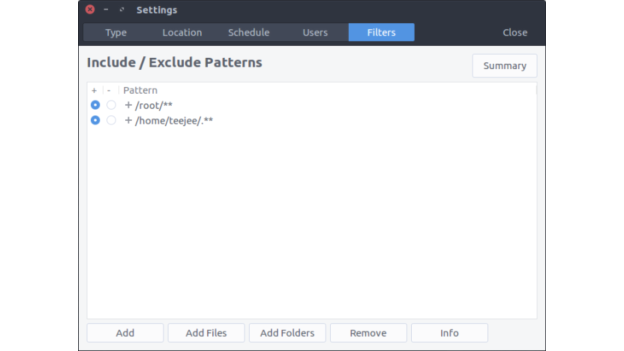 Settings
Type Location Schedule Users Filters Close
Include / Exclude Patterns
Summary
+ - Pattern
+ /root/**
+ /home/teejee/.**
Add Add Files Add Folders Remove Info